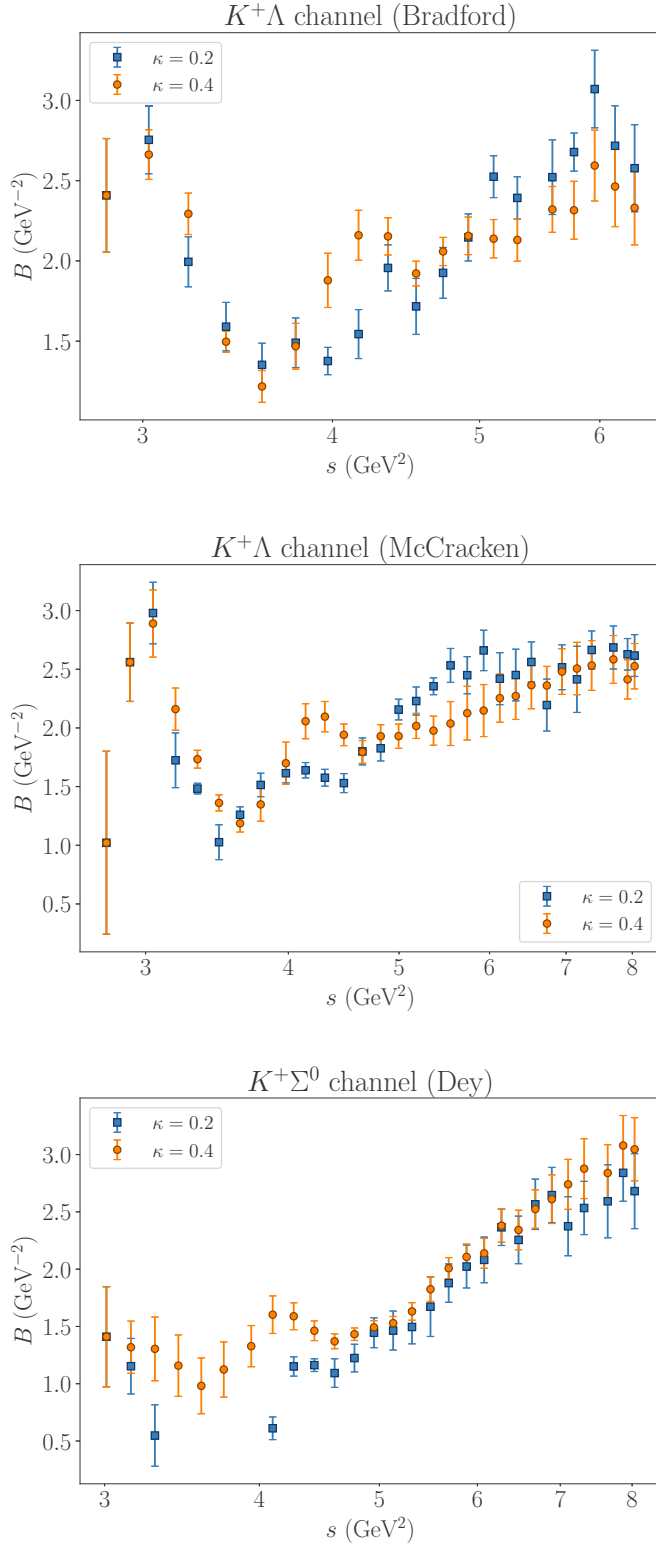 K⁺Λ channel (Bradford)
κ = 0.2
κ = 0.4
3.0
2.5
2.0
1.5
B (GeV⁻²)
3 4 5 6
s (GeV²)
K⁺Λ channel (McCracken)
3.0
2.5
2.0
1.5
1.0
0.5
B (GeV⁻²)
κ = 0.2
κ = 0.4
3 4 5 6 7 8
s (GeV²)
K⁺Σ⁰ channel (Dey)
κ = 0.2
κ = 0.4
3.0
2.5
2.0
1.5
1.0
0.5
B (GeV⁻²)
3 4 5 6 7 8
s (GeV²)